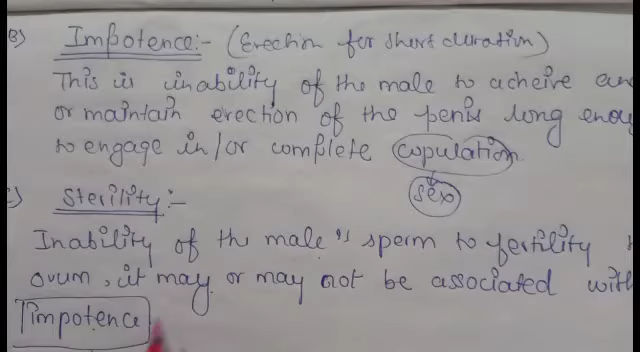 B) Impotence:- (Erection for short duration)
This is inability of the male to acheive and
or maintain erection of the penis long enou
to engage in/or complete copulation
sex
c) Sterility:-
Inability of the male's sperm to fertility
ovum, it may or may not be associated with
impotence